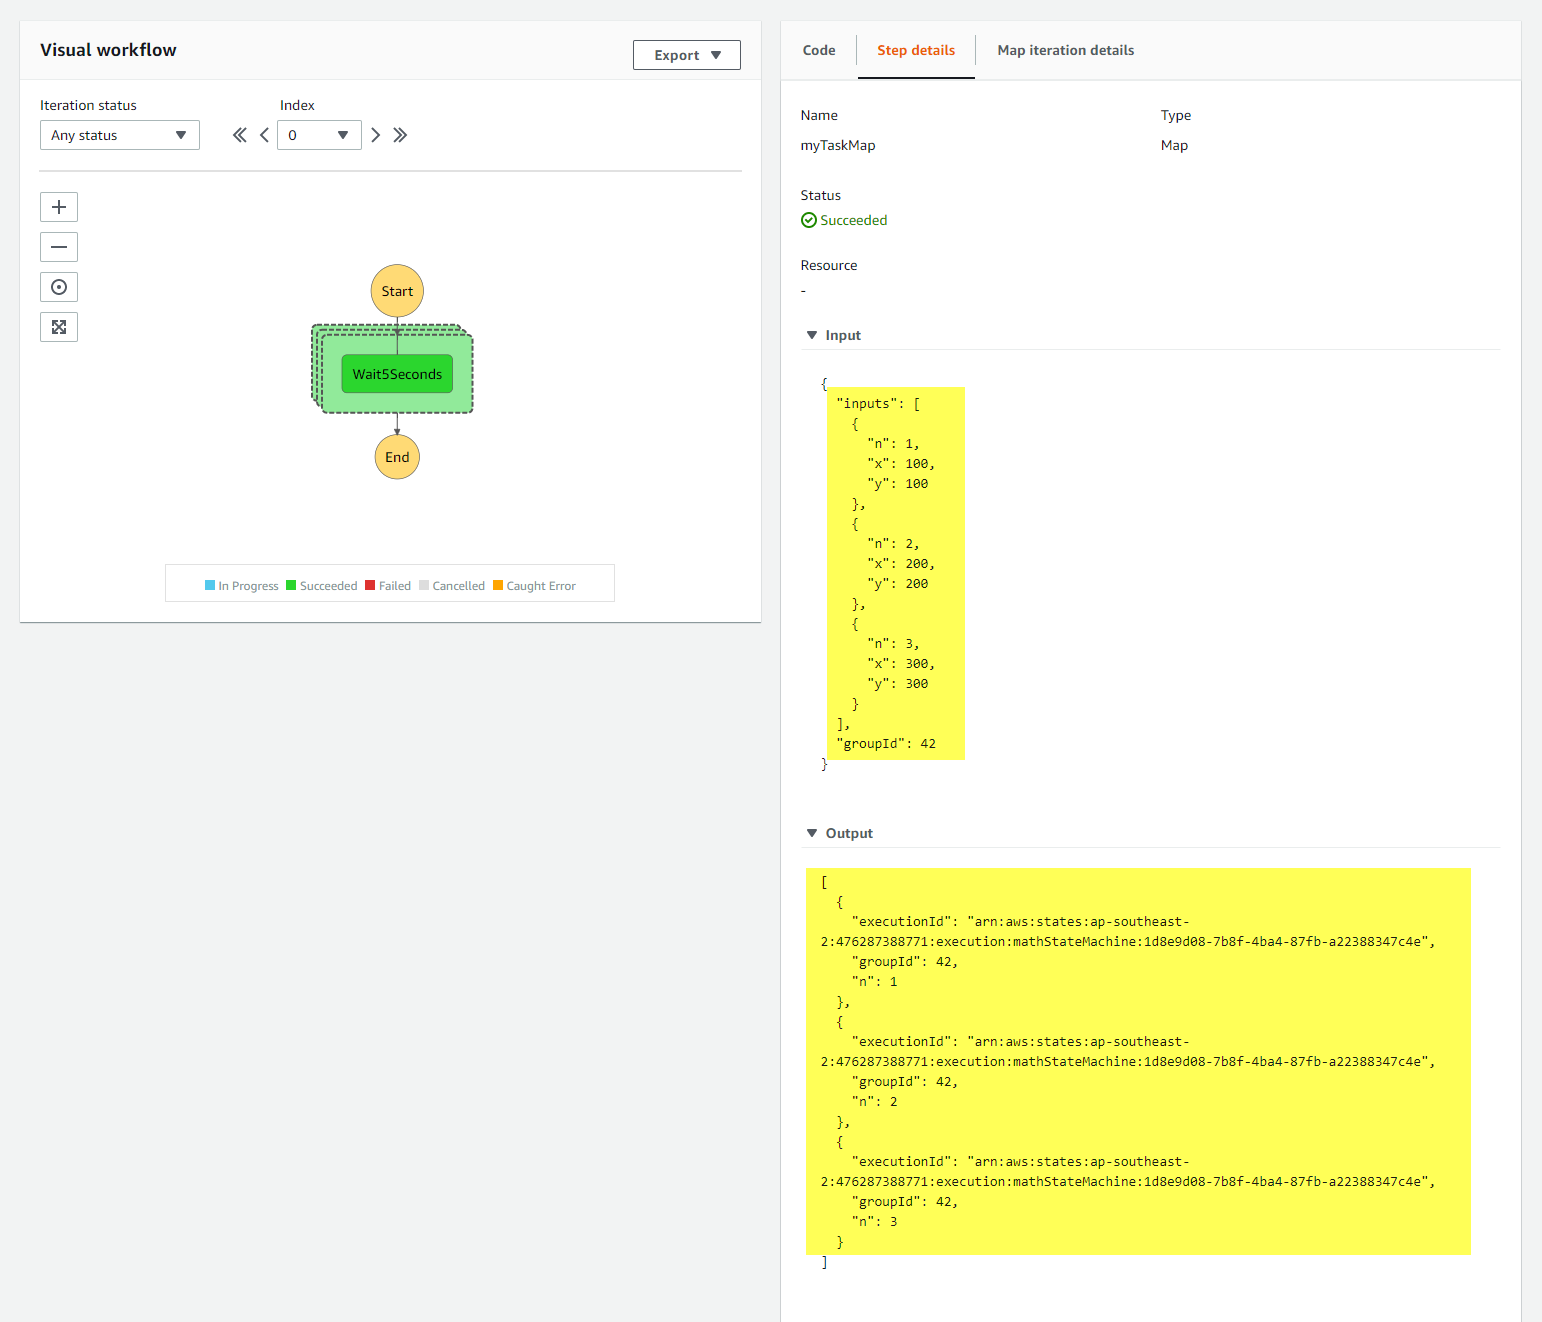 Visual workflow
Export
Iteration status
Index
Any status
0
Start
Wait5Seconds
End
In Progress Succeeded Failed Cancelled Caught Error
Code Step details Map iteration details
Name Type
myTaskMap Map
Status
Succeeded
Resource
-
Input
{
"inputs": [
{
"n": 1,
"x": 100,
"y": 100
},
{
"n": 2,
"x": 200,
"y": 200
},
{
"n": 3,
"x": 300,
"y": 300
}
],
"groupId": 42
}
Output
[
{
"executionId": "arn:aws:states:ap-southeast-
2:476287388771:execution:mathStateMachine:1d8e9d08-7b8f-4ba4-87fb-a22388347c4e",
"groupId": 42,
"n": 1
},
{
"executionId": "arn:aws:states:ap-southeast-
2:476287388771:execution:mathStateMachine:1d8e9d08-7b8f-4ba4-87fb-a22388347c4e",
"groupId": 42,
"n": 2
},
{
"executionId": "arn:aws:states:ap-southeast-
2:476287388771:execution:mathStateMachine:1d8e9d08-7b8f-4ba4-87fb-a22388347c4e",
"groupId": 42,
"n": 3
}
]